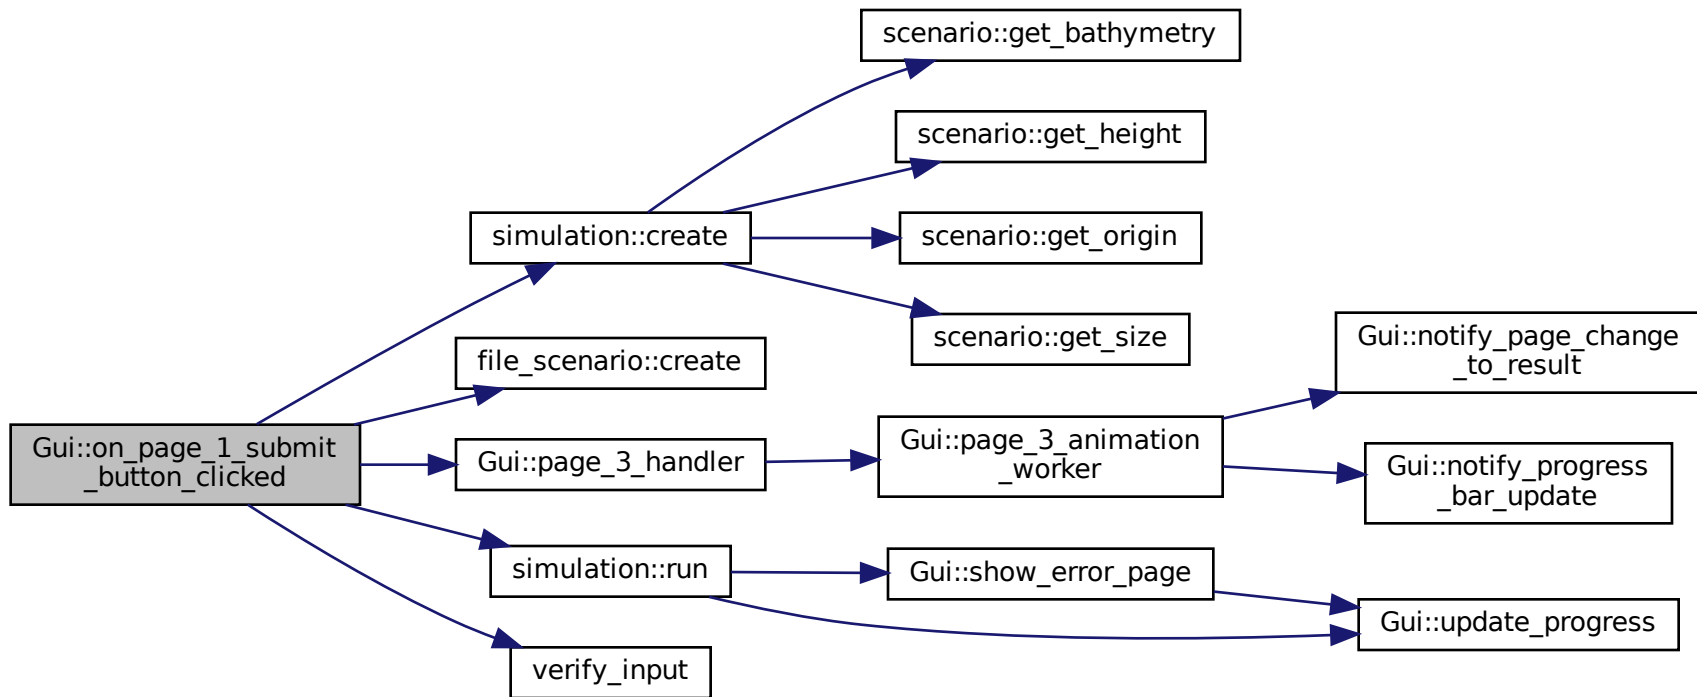 scenario::get_bathymetry
scenario::get_height
simulation::create
scenario::get_origin
scenario::get_size
Gui::notify_page_change
_to_result
file_scenario::create
Gui::on_page_1_submit
_button_clicked
Gui::page_3_handler
Gui::page_3_animation
_worker
Gui::notify_progress
_bar_update
simulation::run
Gui::show_error_page
Gui::update_progress
verify_input